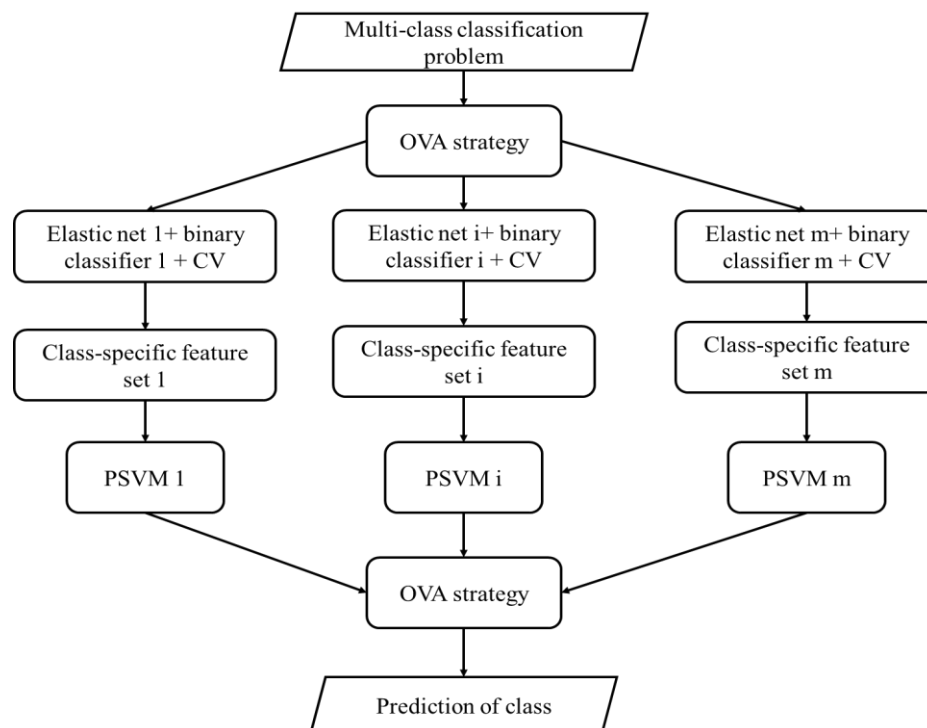 Multi-class classification
problem
OVA strategy
Elastic net 1+ binary
classifier 1 + CV
Elastic net i+ binary
classifier i + CV
Elastic net m+ binary
classifier m + CV
Class-specific feature
set 1
Class-specific feature
set i
Class-specific feature
set m
PSVM 1
PSVM i
PSVM m
OVA strategy
Prediction of class